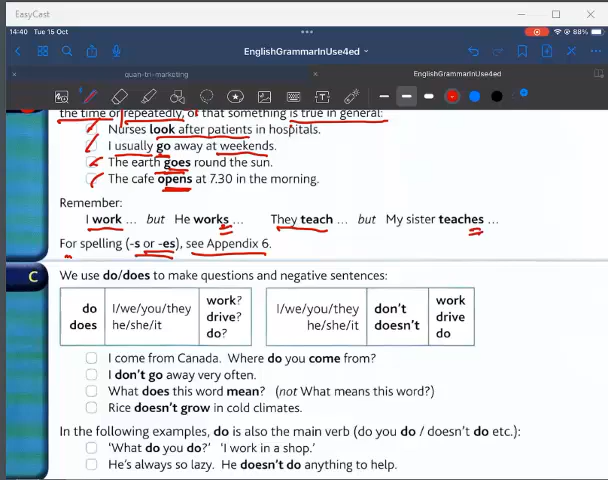 EasyCast
14:40 Tue 15 Oct
88%
EnglishGrammarInUse4ed
quan-tri-marketing
EnglishGrammarInUse4ed
the time or repeatedly, or that something is true in general:
Nurses look after patients in hospitals.
I usually go away at weekends.
The earth goes round the sun.
The cafe opens at 7.30 in the morning.
Remember:
I work ... but He works ... They teach ... but My sister teaches ...
For spelling (-s or -es), see Appendix 6.
C
We use do/does to make questions and negative sentences:
do I/we/you/they work?
does he/she/it drive?
do?
I/we/you/they don't work
he/she/it doesn't drive
do
I come from Canada. Where do you come from?
I don't go away very often.
What does this word mean? (not What means this word?)
Rice doesn't grow in cold climates.
In the following examples, do is also the main verb (do you do / doesn't do etc.):
'What do you do?' 'I work in a shop.'
He's always so lazy. He doesn't do anything to help.